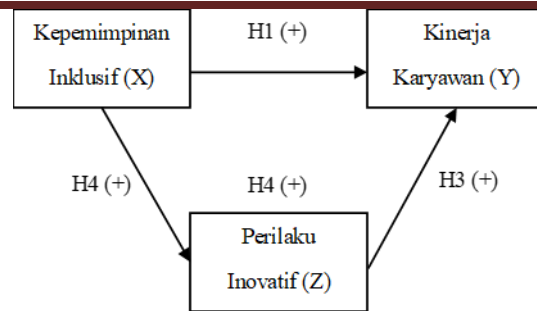 Kepemimpinan
Inklusif (X)
H1 (+)
Kinerja
Karyawan (Y)
H4 (+)
H4 (+)
H3 (+)
Perilaku
Inovatif (Z)